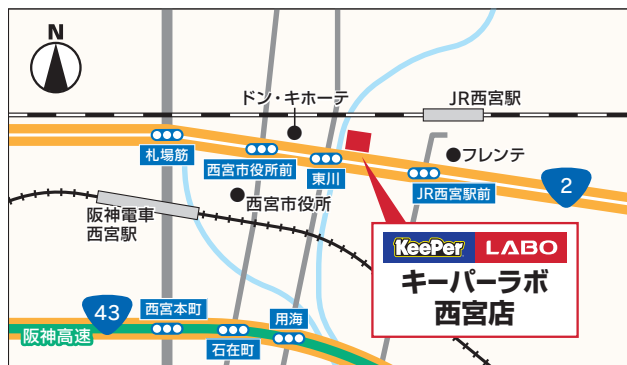 N
ドン・キホーテ
JR西宮駅
札場筋
西宮市役所前
東川
フレンテ
JR西宮駅前
2
西宮市役所
阪神電車
西宮駅
KeePer LABO
キーパーラボ
西宮店
43
西宮本町
用海
阪神高速
石在町